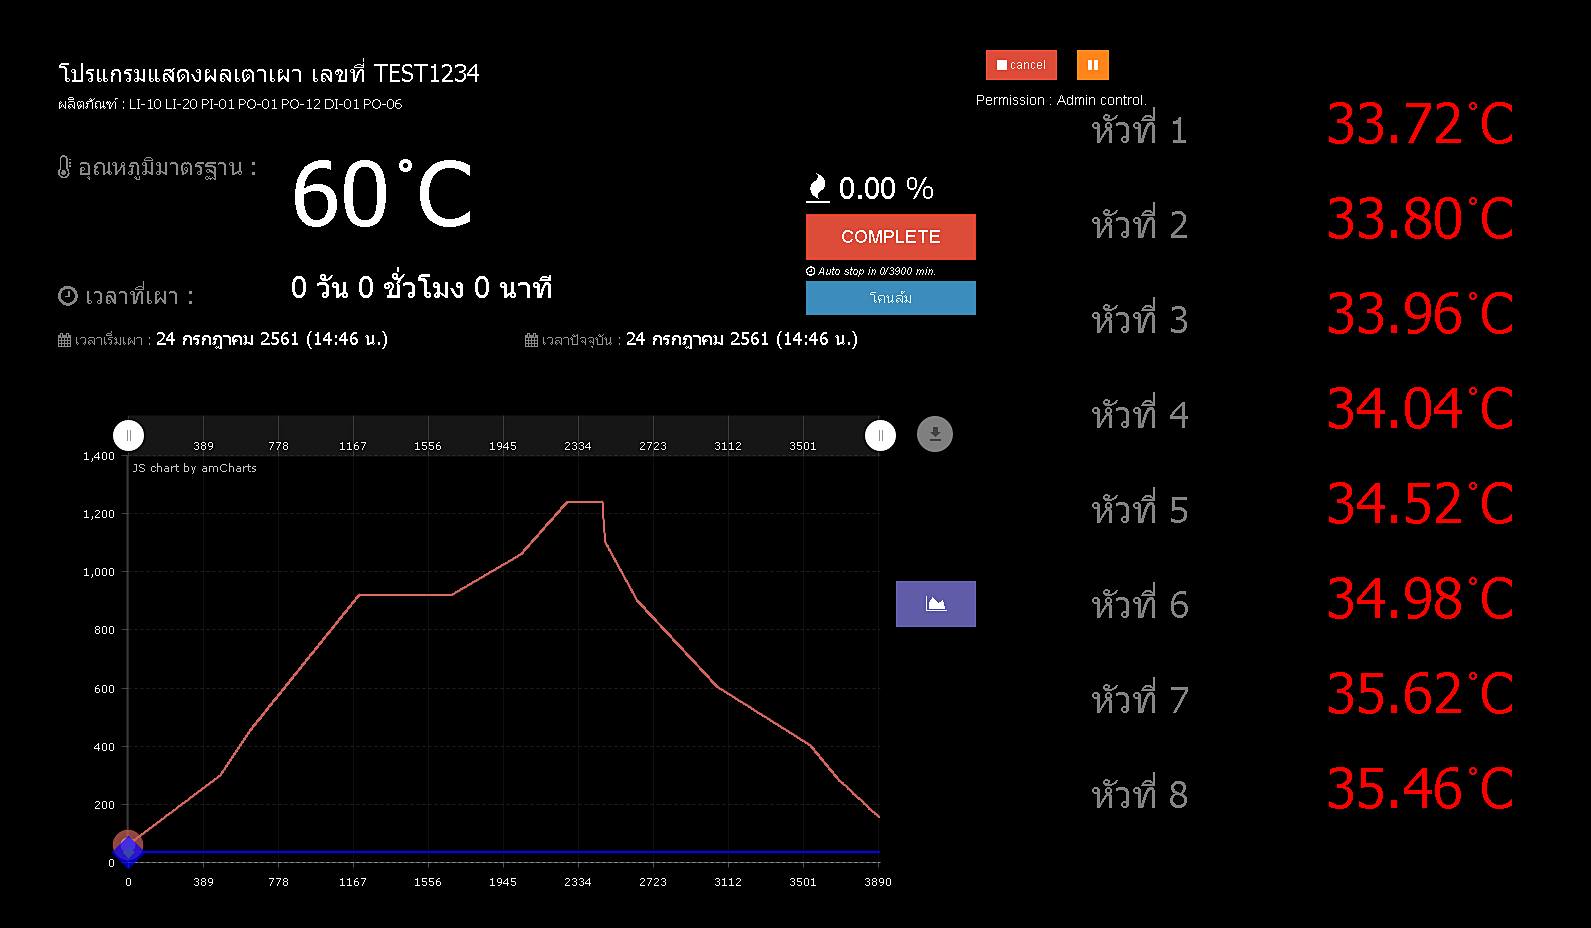 โปรแกรมแสดงผลเตาเผา เลขที่ TEST1234
ผลิตภัณฑ์ : LI-10 LI-20 PI-01 PO-01 PO-12 DI-01 PO-06
cancel
Permission : Admin control.
อุณหภูมิมาตรฐาน :
60°C
0.00 %
COMPLETE
Auto stop in 0/3900 min.
โคนล้ม
เวลาที่เผา :
0 วัน 0 ชั่วโมง 0 นาที
เวลาเริ่มเผา : 24 กรกฎาคม 2561 (14:46 น.)
เวลาปัจจุบัน : 24 กรกฎาคม 2561 (14:46 น.)
389 778 1167 1556 1945 2334 2723 3112 3501
JS chart by amCharts
1,400
1,200
1,000
800
600
400
200
0
0 389 778 1167 1556 1945 2334 2723 3112 3501 3890
หัวที่ 1 33.72°C
หัวที่ 2 33.80°C
หัวที่ 3 33.96°C
หัวที่ 4 34.04°C
หัวที่ 5 34.52°C
หัวที่ 6 34.98°C
หัวที่ 7 35.62°C
หัวที่ 8 35.46°C